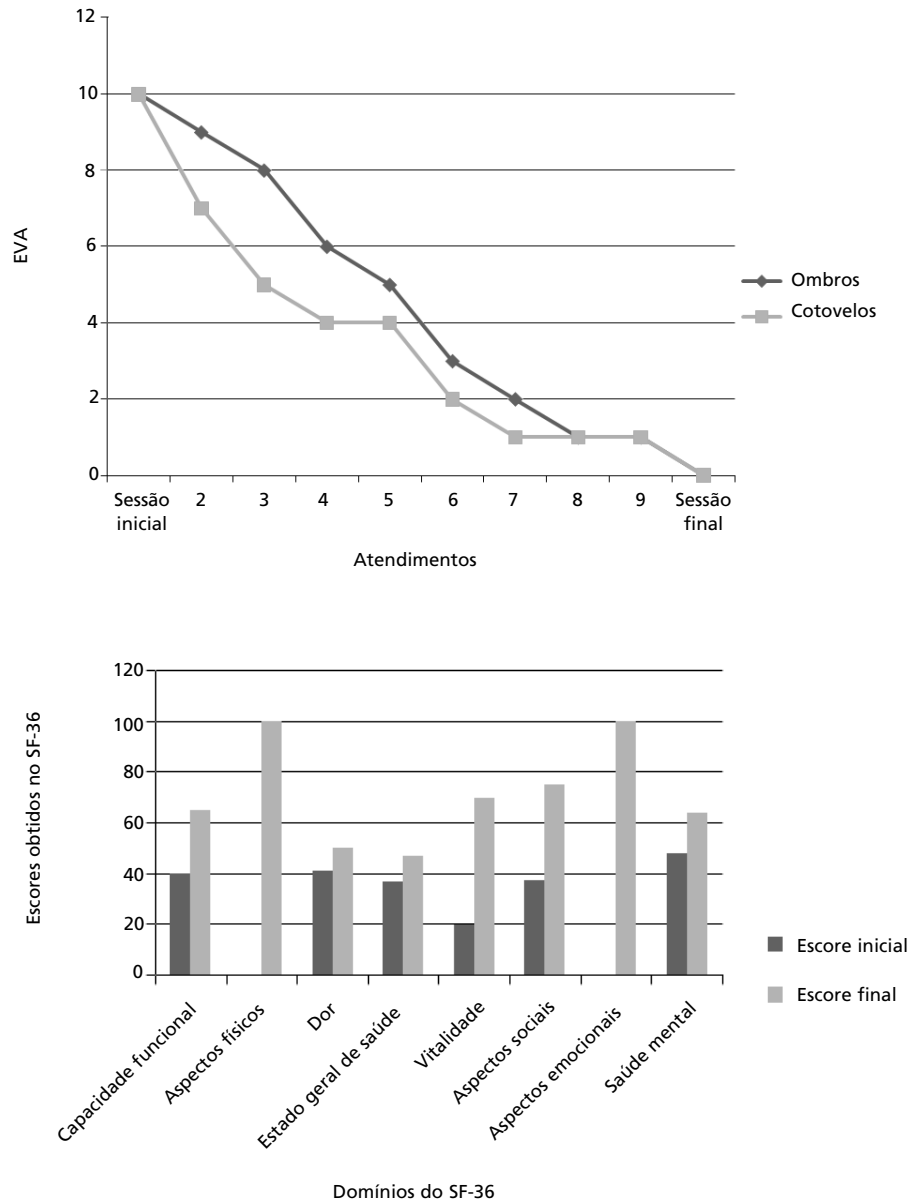 12
10
8
6
4
2
0
EVA
Sessão inicial
2
3
4
5
6
7
8
9
Sessão final
Atendimentos
Ombros
Cotovelos
120
100
80
60
40
20
0
Escores obtidos no SF-36
Capacidade funcional
Aspectos físicos
Dor
Estado geral de saúde
Vitalidade
Aspectos sociais
Aspectos emocionais
Saúde mental
Domínios do SF-36
Escore inicial
Escore final